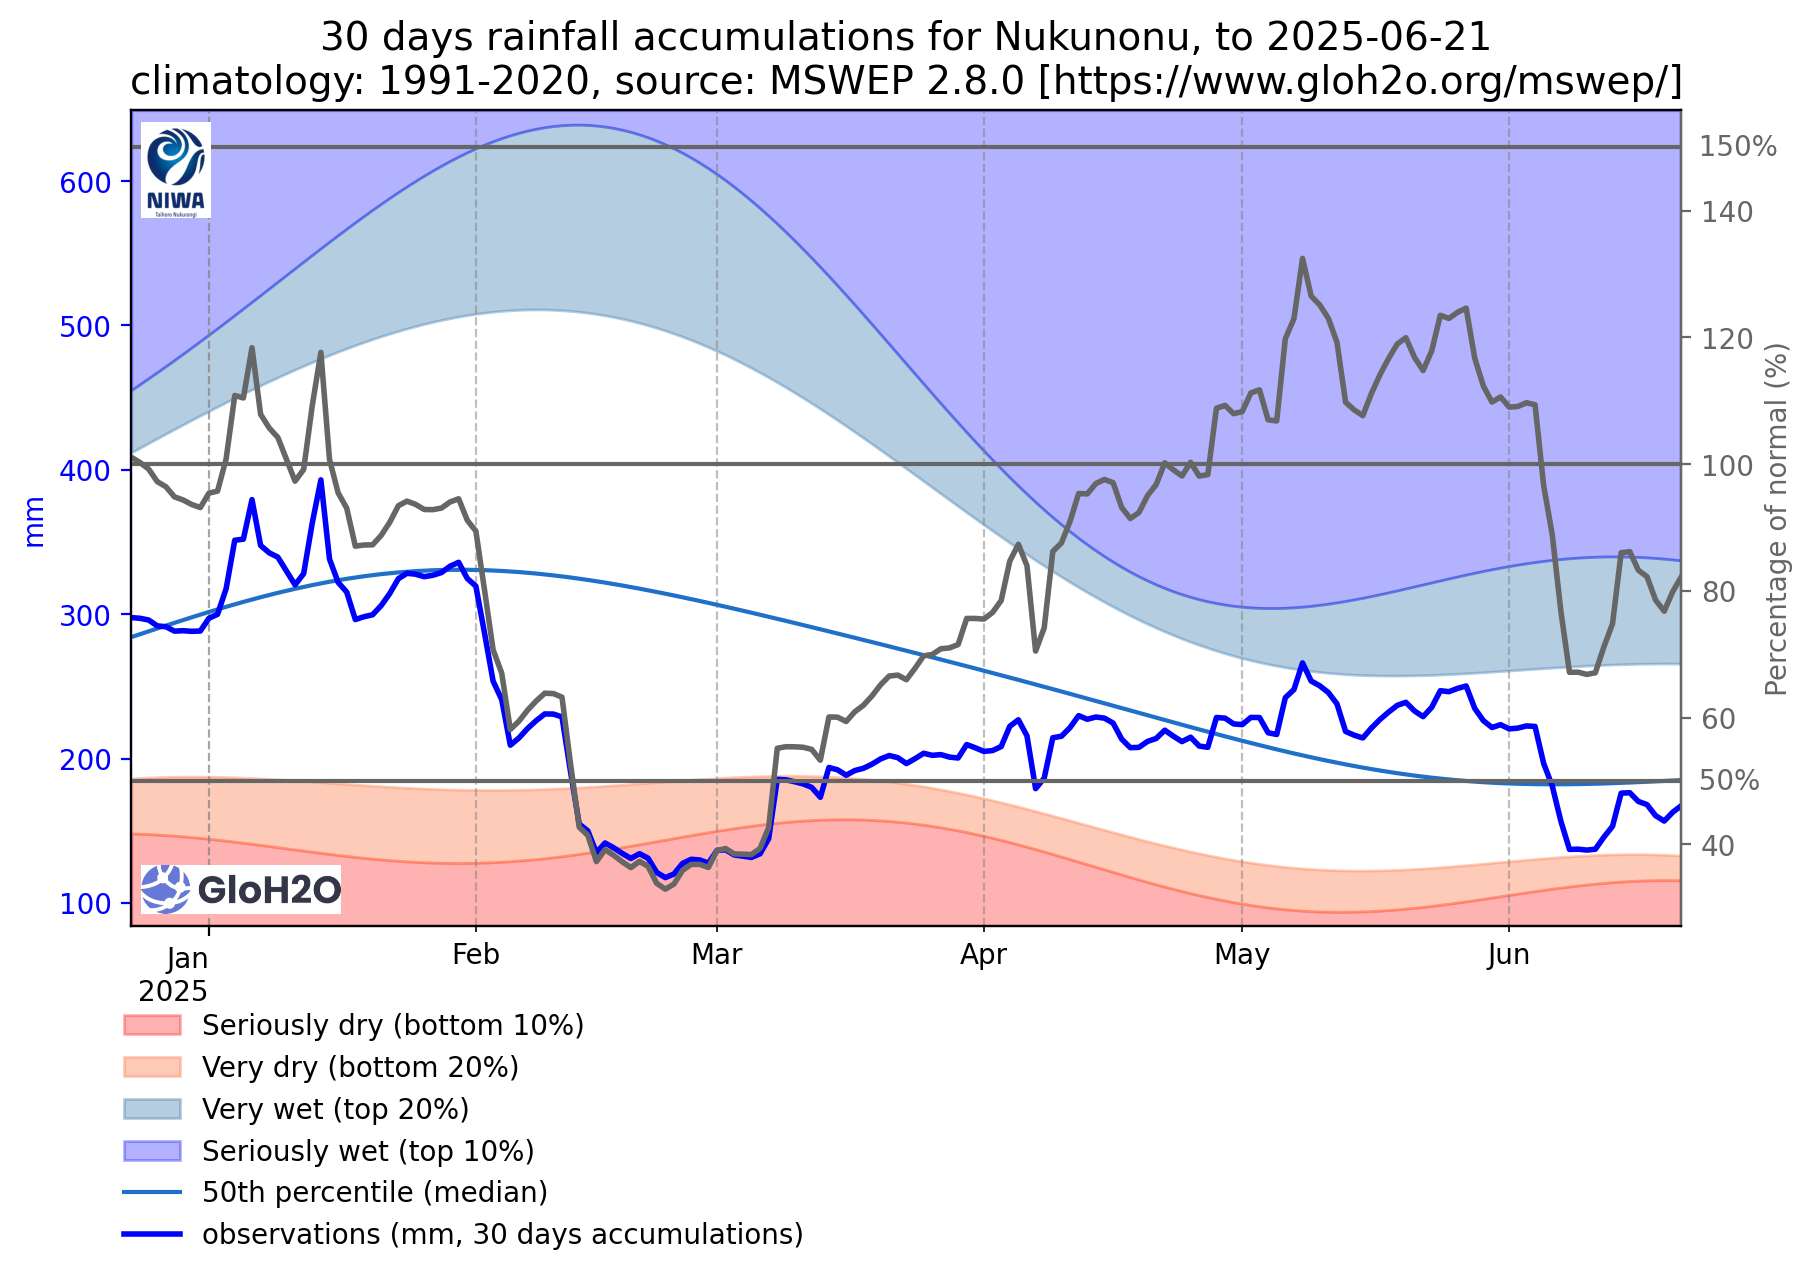 30 days rainfall accumulations for Nukunonu, to 2025-06-21
climatology: 1991-2020, source: MSWEP 2.8.0 [https://www.gloh2o.org/mswep/]
NIWA
Taihoro Nukurangi
600
500
400
300
200
100
mm
150%
140
120
100
80
60
50%
40
Percentage of normal (%)
GloH2O
Jan
2025
Feb
Mar
Apr
May
Jun
Seriously dry (bottom 10%)
Very dry (bottom 20%)
Very wet (top 20%)
Seriously wet (top 10%)
50th percentile (median)
observations (mm, 30 days accumulations)